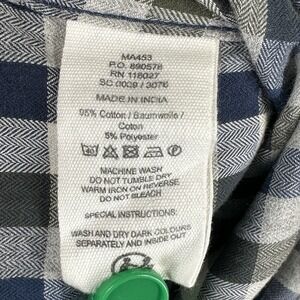 MA453
P.O. 890578
RN 118027
SC 0009 / 3076
MADE IN INDIA
95% Cotton / Baumwolle /
Coton
5% Polyester
MACHINE WASH
DO NOT TUMBLE DRY
WARM IRON ON REVERSE
DO NOT BLEACH
SPECIAL INSTRUCTIONS:
WASH AND DRY DARK COLOURS
SEPARATELY AND INSIDE OUT